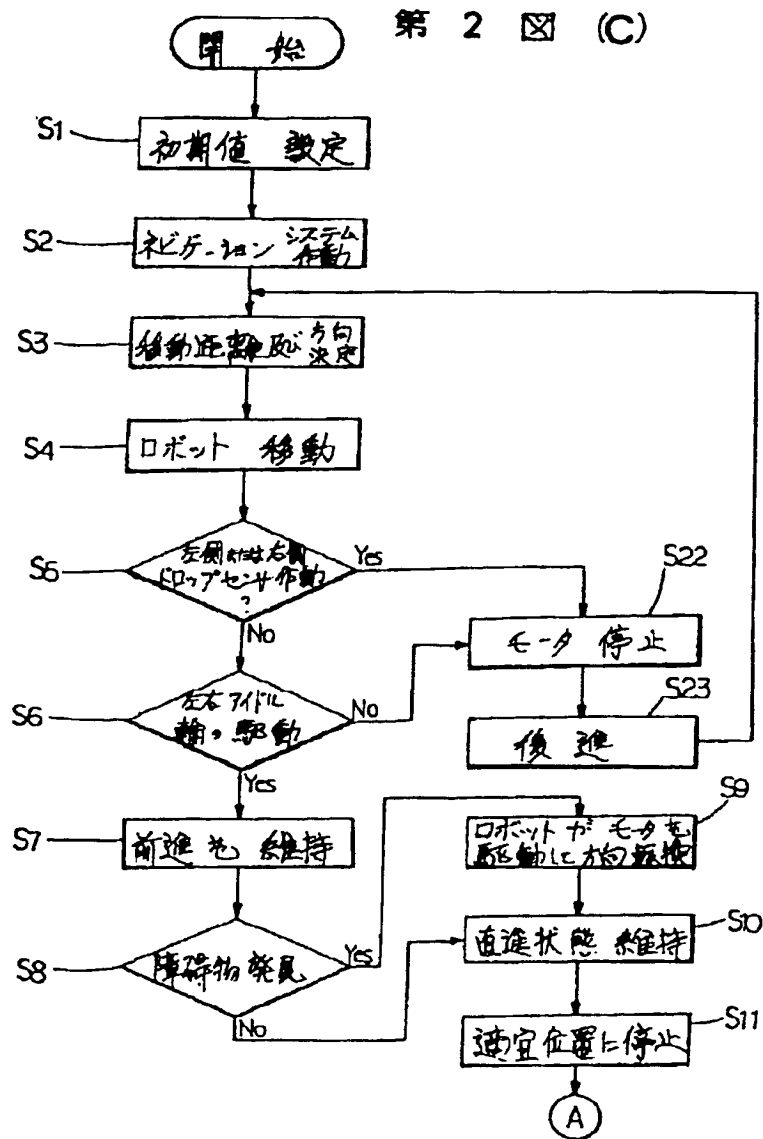 第 2 図 (C)
開 始
S1
初期値 設定
S2
ネビゲーション システム
作動
S3
移動距離及び 方向
決定
S4
ロボット 移動
S5
左側または右側
ドロップセンサ作動
?
Yes
No
S22
モータ 停止
S23
後進
S6
左右アイドル
輪の駆動
No
Yes
S7
前進を 維持
S8
障碍物発見
Yes
No
S9
ロボットがモータを
駆動して方向転換
S10
直進状態 維持
S11
適宜位置に停止
A